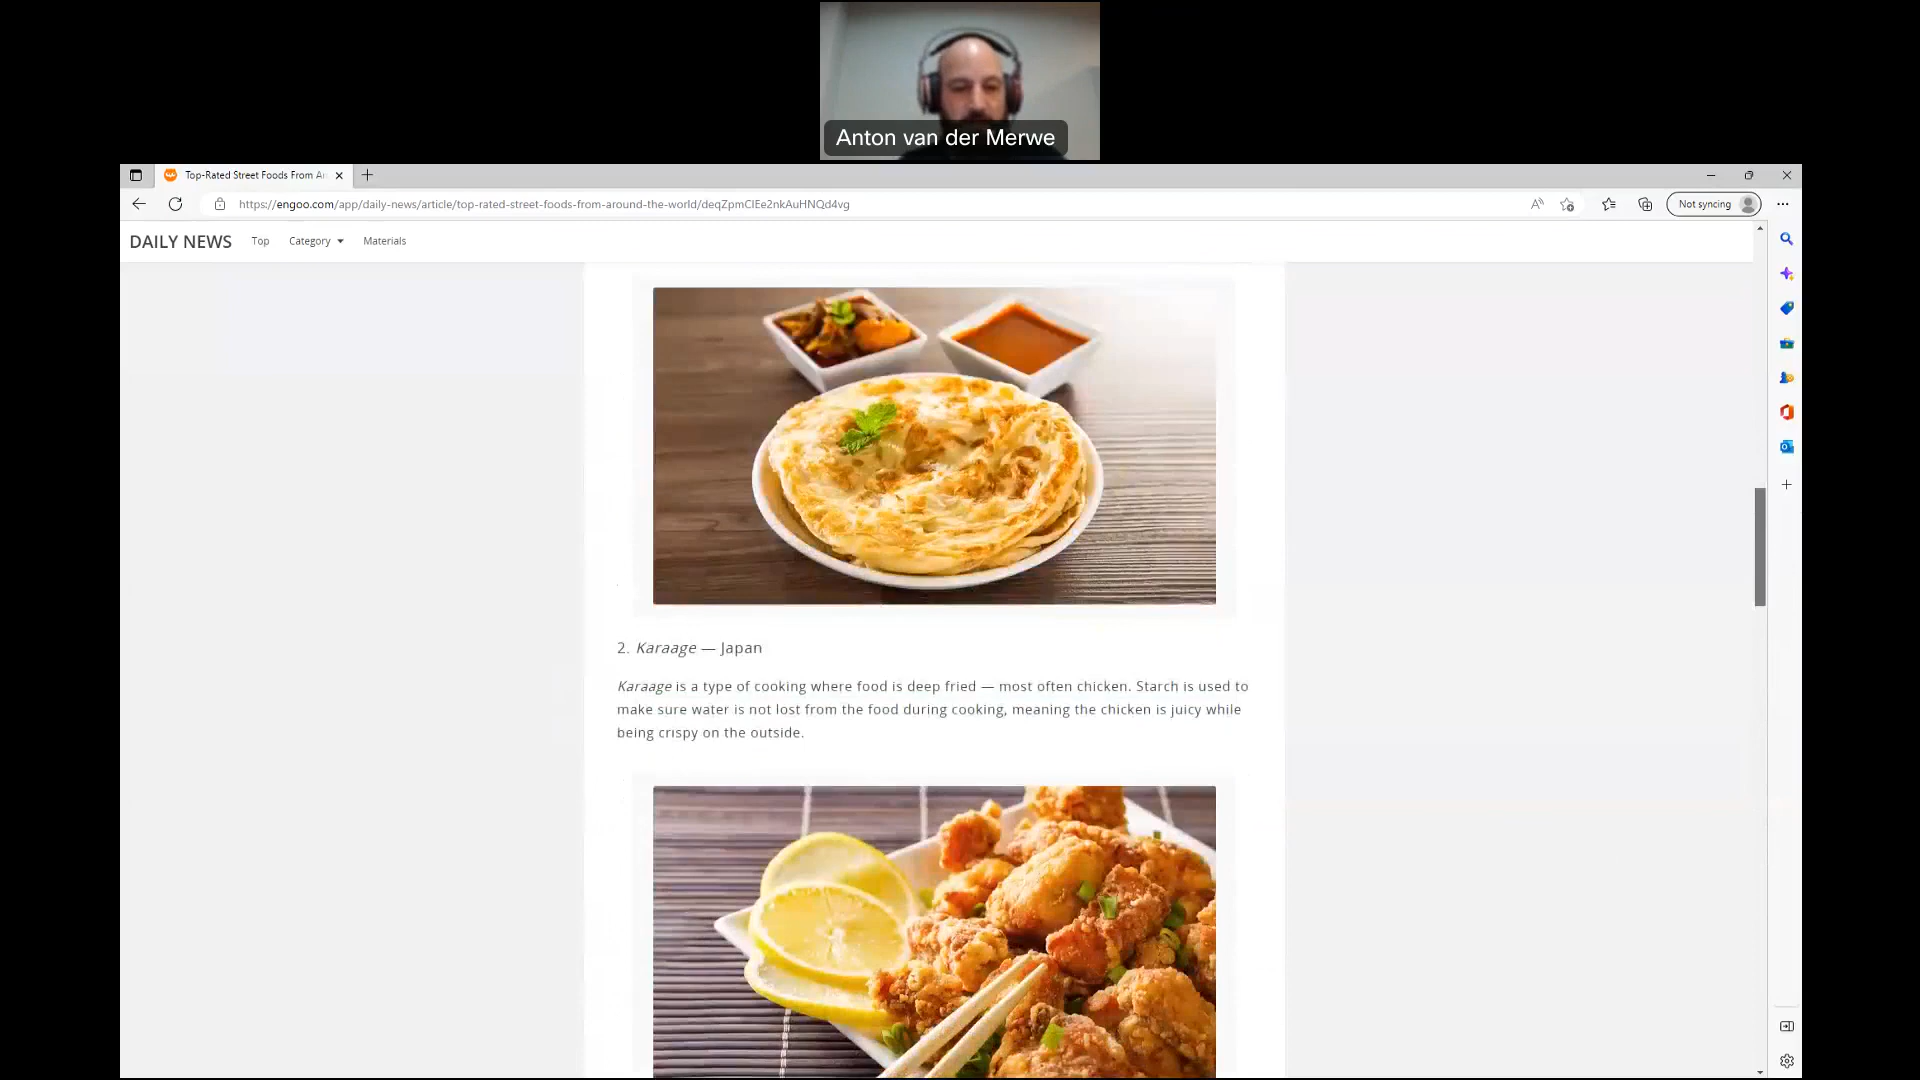 Anton van der Merwe
Top-Rated Street Foods From Ar
https://engoo.com/app/daily-news/article/top-rated-street-foods-from-around-the-world/deqZpmCIEe2nkAuHNQd4vg
Not syncing
DAILY NEWS Top Category Materials
2. Karaage — Japan
Karaage is a type of cooking where food is deep fried — most often chicken. Starch is used to
make sure water is not lost from the food during cooking, meaning the chicken is juicy while
being crispy on the outside.